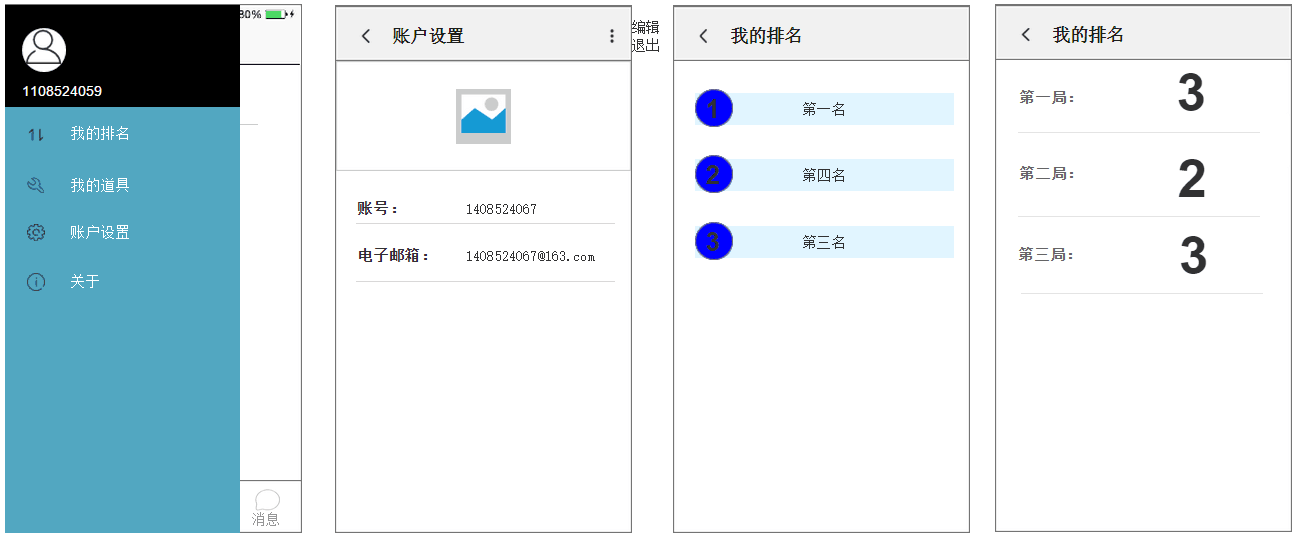 80%
1108524059
我的排名
我的道具
账户设置
关于
消息
账户设置
编辑
退出
账号：
1408524067
电子邮箱：
1408524067@163.com
我的排名
1
第一名
2
第四名
3
第三名
我的排名
第一局：
3
第二局：
2
第三局：
3